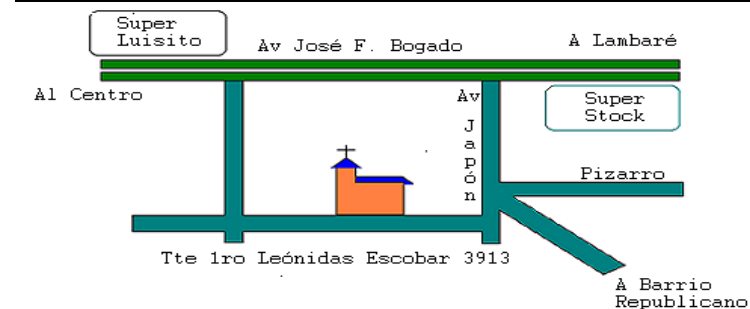 Super
Luisito
Av José F. Bogado
A Lambaré
Al Centro
Av
Japón
Super
Stock
Pizarro
Tte 1ro Leónidas Escobar 3913
A Barrio
Republicano